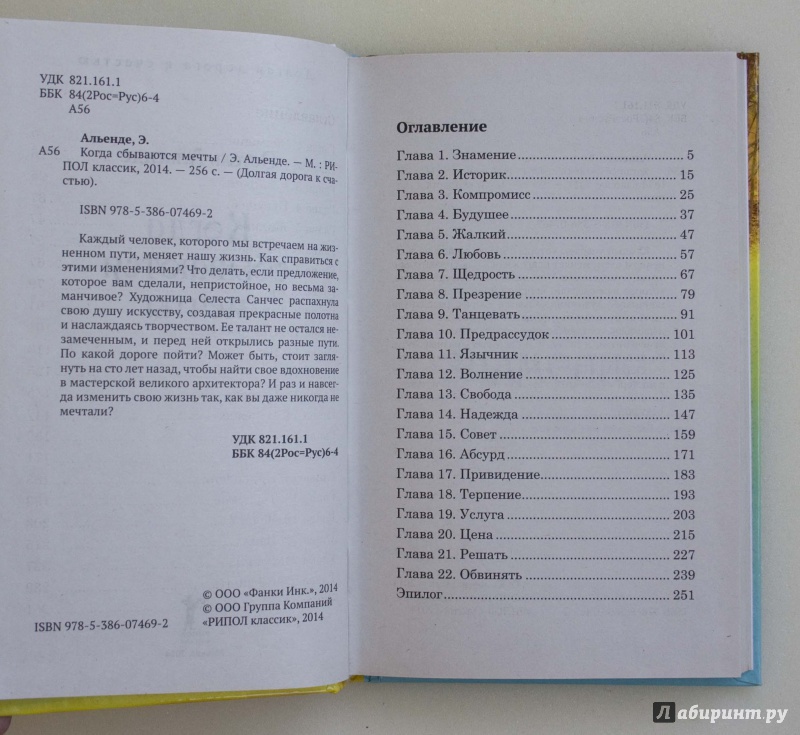 УДК 821.161.1
ББК 84(2Рос=Рус)6-4
А56
Альенде, Э.
А56 Когда сбываются мечты / Э. Альенде. — М. : РИ-
ПОЛ классик, 2014. — 256 с. — (Долгая дорога к сча-
стью).
ISBN 978-5-386-07469-2
Каждый человек, которого мы встречаем на жиз-
ненном пути, меняет нашу жизнь. Как справиться с
этими изменениями? Что делать, если предложение,
которое вам сделали, непристойное, но весьма за-
манчивое? Художница Селеста Санчес распахнула
свою душу искусству, создавая прекрасные полотна
и наслаждаясь творчеством. Ее талант не остался не-
замеченным, и перед ней открылись разные пути.
По какой дороге пойти? Может быть, стоит загля-
нуть на сто лет назад, чтобы найти свое вдохновение
в мастерской великого архитектора? И раз и навсег-
да изменить свою жизнь так, как вы даже никогда не
мечтали?
УДК 821.161.1
ББК 84(2Рос=Рус)6-4
© ООО «Фанки Инк.», 2014
© ООО Группа Компаний
ISBN 978-5-386-07469-2 «РИПОЛ классик», 2014
Оглавление
Глава 1. Знамение 5
Глава 2. Историк 15
Глава 3. Компромисс 25
Глава 4. Будушее 37
Глава 5. Жалкий 47
Глава 6. Любовь 57
Глава 7. Щедрость 67
Глава 8. Презрение 79
Глава 9. Танцевать 91
Глава 10. Предрассудок 101
Глава 11. Язычник 113
Глава 12. Волнение 125
Глава 13. Свобода 135
Глава 14. Надежда 147
Глава 15. Совет 159
Глава 16. Абсурд 171
Глава 17. Привидение 183
Глава 18. Терпение 193
Глава 19. Услуга 203
Глава 20. Цена 215
Глава 21. Решать 227
Глава 22. Обвинять 239
Эпилог 251
Лабиринт.ру